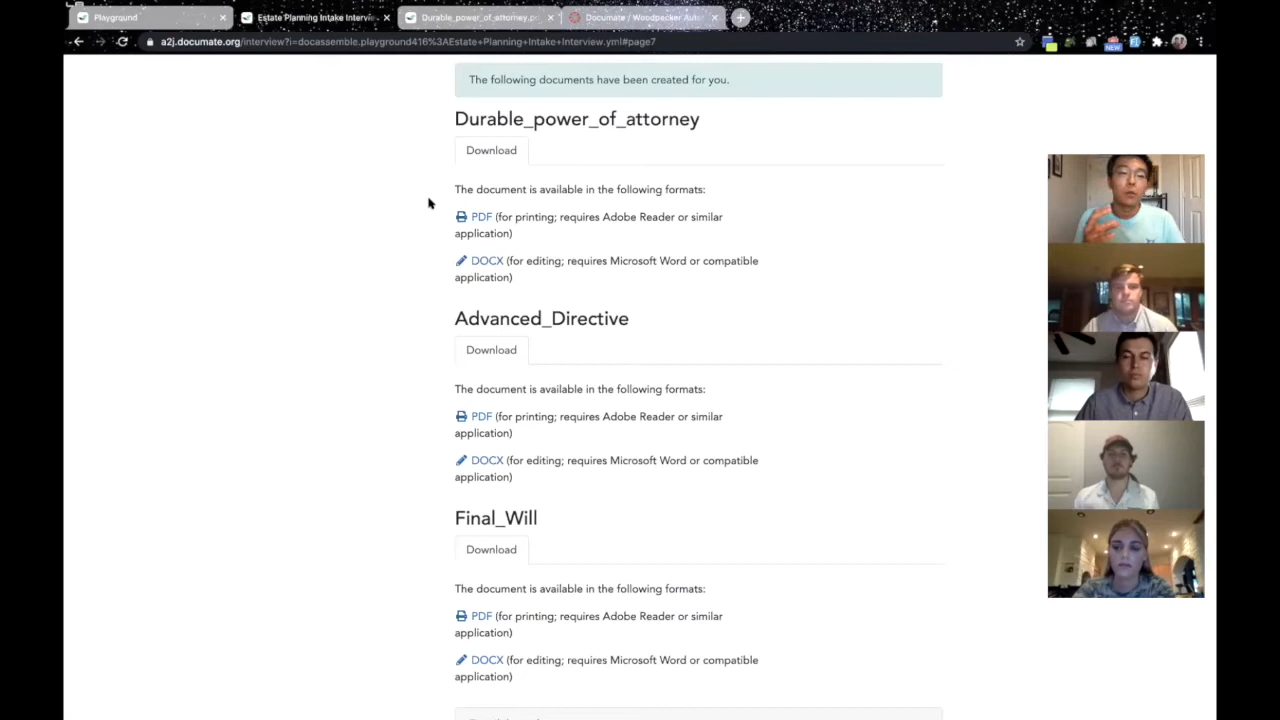 Playground
Estate Planning Intake Intervi
Durable_power_of_attorney.p
Documate / Woodpecker Aut
a2j.documate.org/interview?i=docassemble.playground416%3AEstate+Planning+Intake+Interview.yml#page7
NEW
The following documents have been created for you.
Durable_power_of_attorney
Download
The document is available in the following formats:
PDF (for printing; requires Adobe Reader or similar
application)
DOCX (for editing; requires Microsoft Word or compatible
application)
Advanced_Directive
Download
The document is available in the following formats:
PDF (for printing; requires Adobe Reader or similar
application)
DOCX (for editing; requires Microsoft Word or compatible
application)
Final_Will
Download
The document is available in the following formats:
PDF (for printing; requires Adobe Reader or similar
application)
DOCX (for editing; requires Microsoft Word or compatible
application)